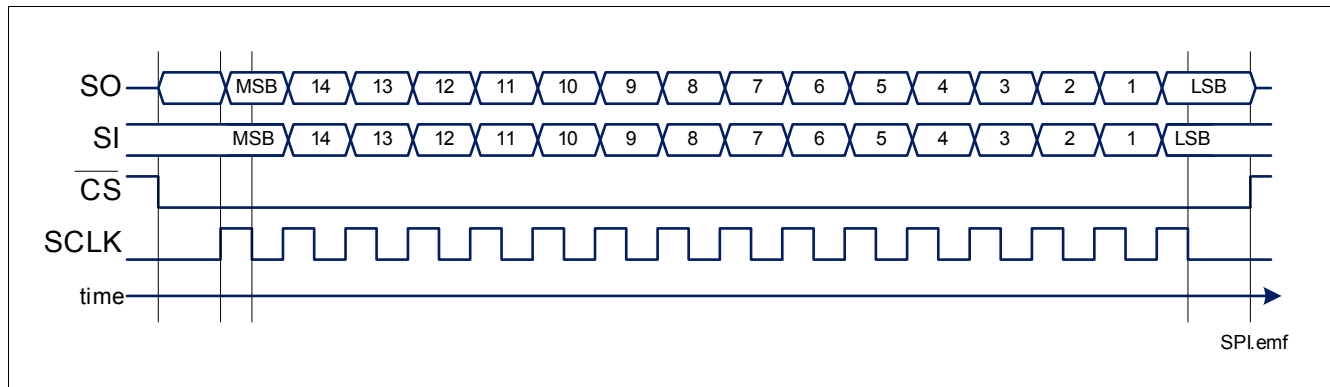 SO MSB 14 13 12 11 10 9 8 7 6 5 4 3 2 1 LSB
SI MSB 14 13 12 11 10 9 8 7 6 5 4 3 2 1 LSB
CS
SCLK
time
SPI.emf